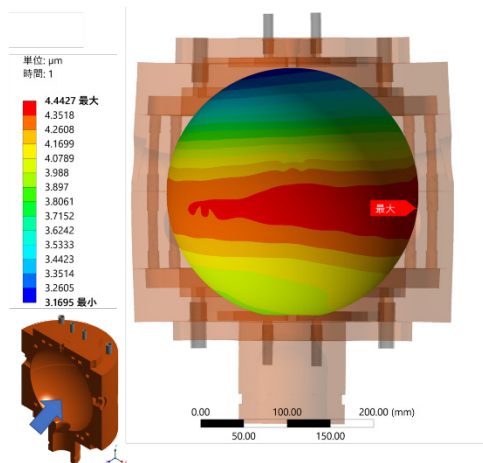 単位: µm
時間: 1
4.4427 最大
4.3518
4.2608
4.1699
4.0789
3.988
3.897
3.8061
3.7152
3.6242
3.5333
3.4423
3.3514
3.2605
3.1695 最小
最大
0.00 100.00 200.00 (mm)
50.00 150.00